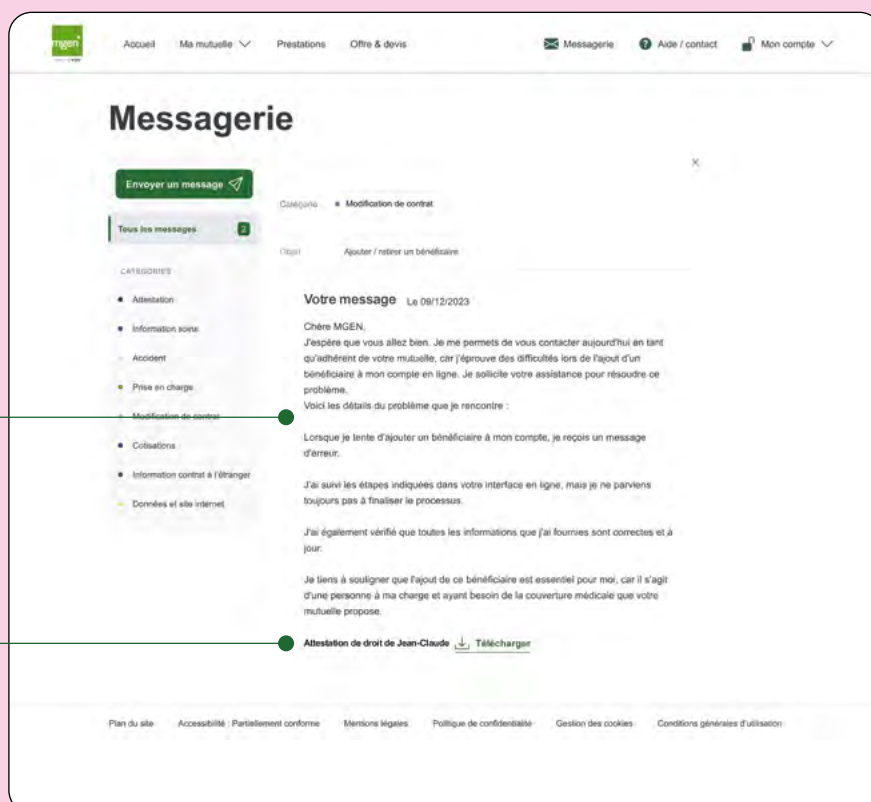 mgen
Accueil
Ma mutuelle
Prestations
Offre & devis
Messagerie
Aide / contact
Mon compte
Messagerie
Envoyer un message
Tous les messages 2
CATEGORIES
Attestation
Information soins
Accident
Prise en charge
Modification de contrat
Cotisations
Information contrat à l'étranger
Données et site internet
Catégorie Modification de contrat
Objet Ajouter / retirer un bénéficiaire
Votre message Le 09/12/2023
Chère MGEN,
J'espère que vous allez bien. Je me permets de vous contacter aujourd'hui en tant
qu'adhérent de votre mutuelle, car j'éprouve des difficultés lors de l'ajout d'un
bénéficiaire à mon compte en ligne. Je sollicite votre assistance pour résoudre ce
problème.
Voici les détails du problème que je rencontre :
Lorsque je tente d'ajouter un bénéficiaire à mon compte, je reçois un message
d'erreur.
J'ai suivi les étapes indiquées dans votre interface en ligne, mais je ne parviens
toujours pas à finaliser le processus.
J'ai également vérifié que toutes les informations que j'ai fournies sont correctes et à
jour.
Je tiens à souligner que l'ajout de ce bénéficiaire est essentiel pour moi, car il s'agit
d'une personne à ma charge et ayant besoin de la couverture médicale que votre
mutuelle propose.
Attestation de droit de Jean-Claude Télécharger
Plan du site
Accessibilité : Partiellement conforme
Mentions légales
Politique de confidentialité
Gestion des cookies
Conditions générales d'utilisation